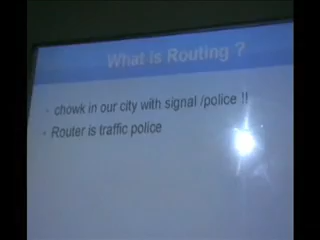 What is Routing ?
- chowk in our city with signal /police !!
- Router is traffic police